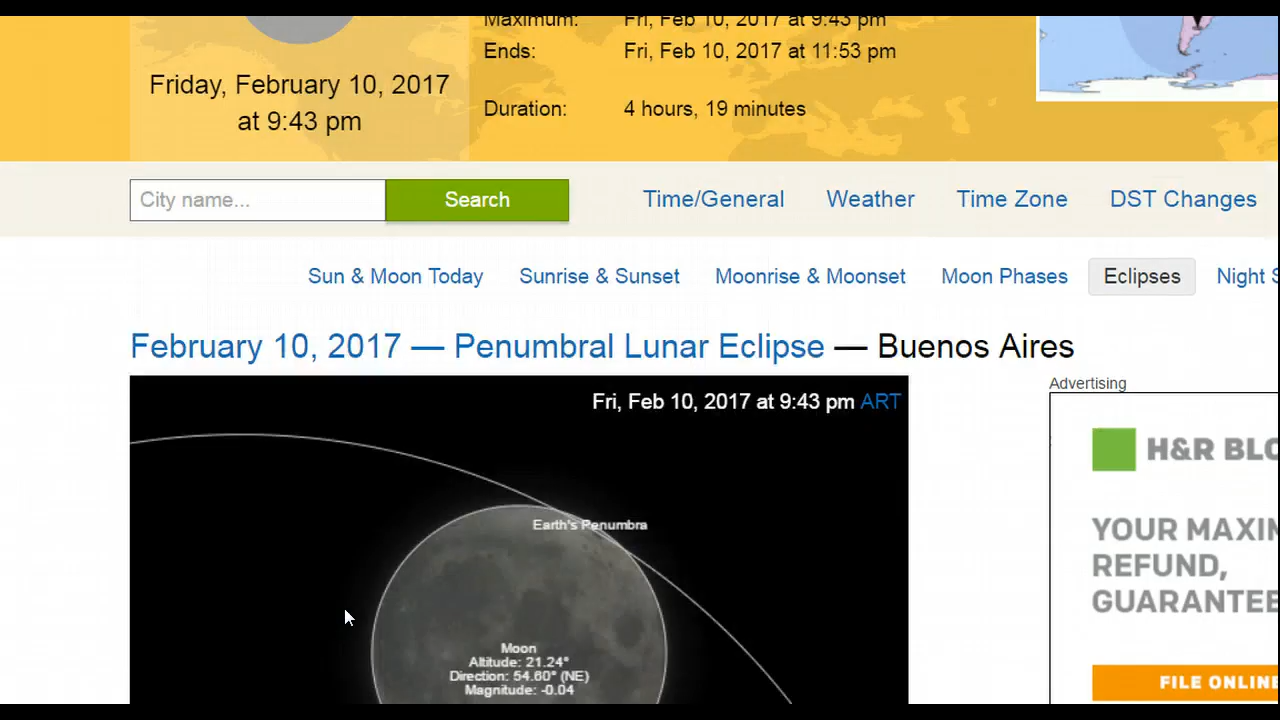 Maximum: Fri, Feb 10, 2017 at 9:43 pm
Ends: Fri, Feb 10, 2017 at 11:53 pm
Friday, February 10, 2017
at 9:43 pm
Duration: 4 hours, 19 minutes
City name... Search Time/General Weather Time Zone DST Changes
Sun & Moon Today Sunrise & Sunset Moonrise & Moonset Moon Phases Eclipses Night S
February 10, 2017 — Penumbral Lunar Eclipse — Buenos Aires
Advertising
Fri, Feb 10, 2017 at 9:43 pm ART
H&R BLO
Earth's Penumbra
YOUR MAXIM
REFUND,
GUARANTEE
Moon
Altitude: 21.24°
Direction: 54.60° (NE)
Magnitude: -0.04
FILE ONLINE